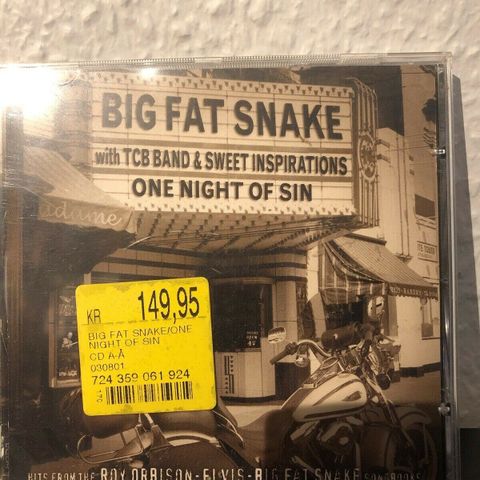 BIG FAT SNAKE
with TCB BAND & SWEET INSPIRATIONS
ONE NIGHT OF SIN
adame
KR 149,95
BIG FAT SNAKE/ONE
NIGHT OF SIN
CD A-Å
030801
724 359 061 924
HITS FROM THE ROY ORBISON - ELVIS - BIG FAT SNAKE SONGBOOKS